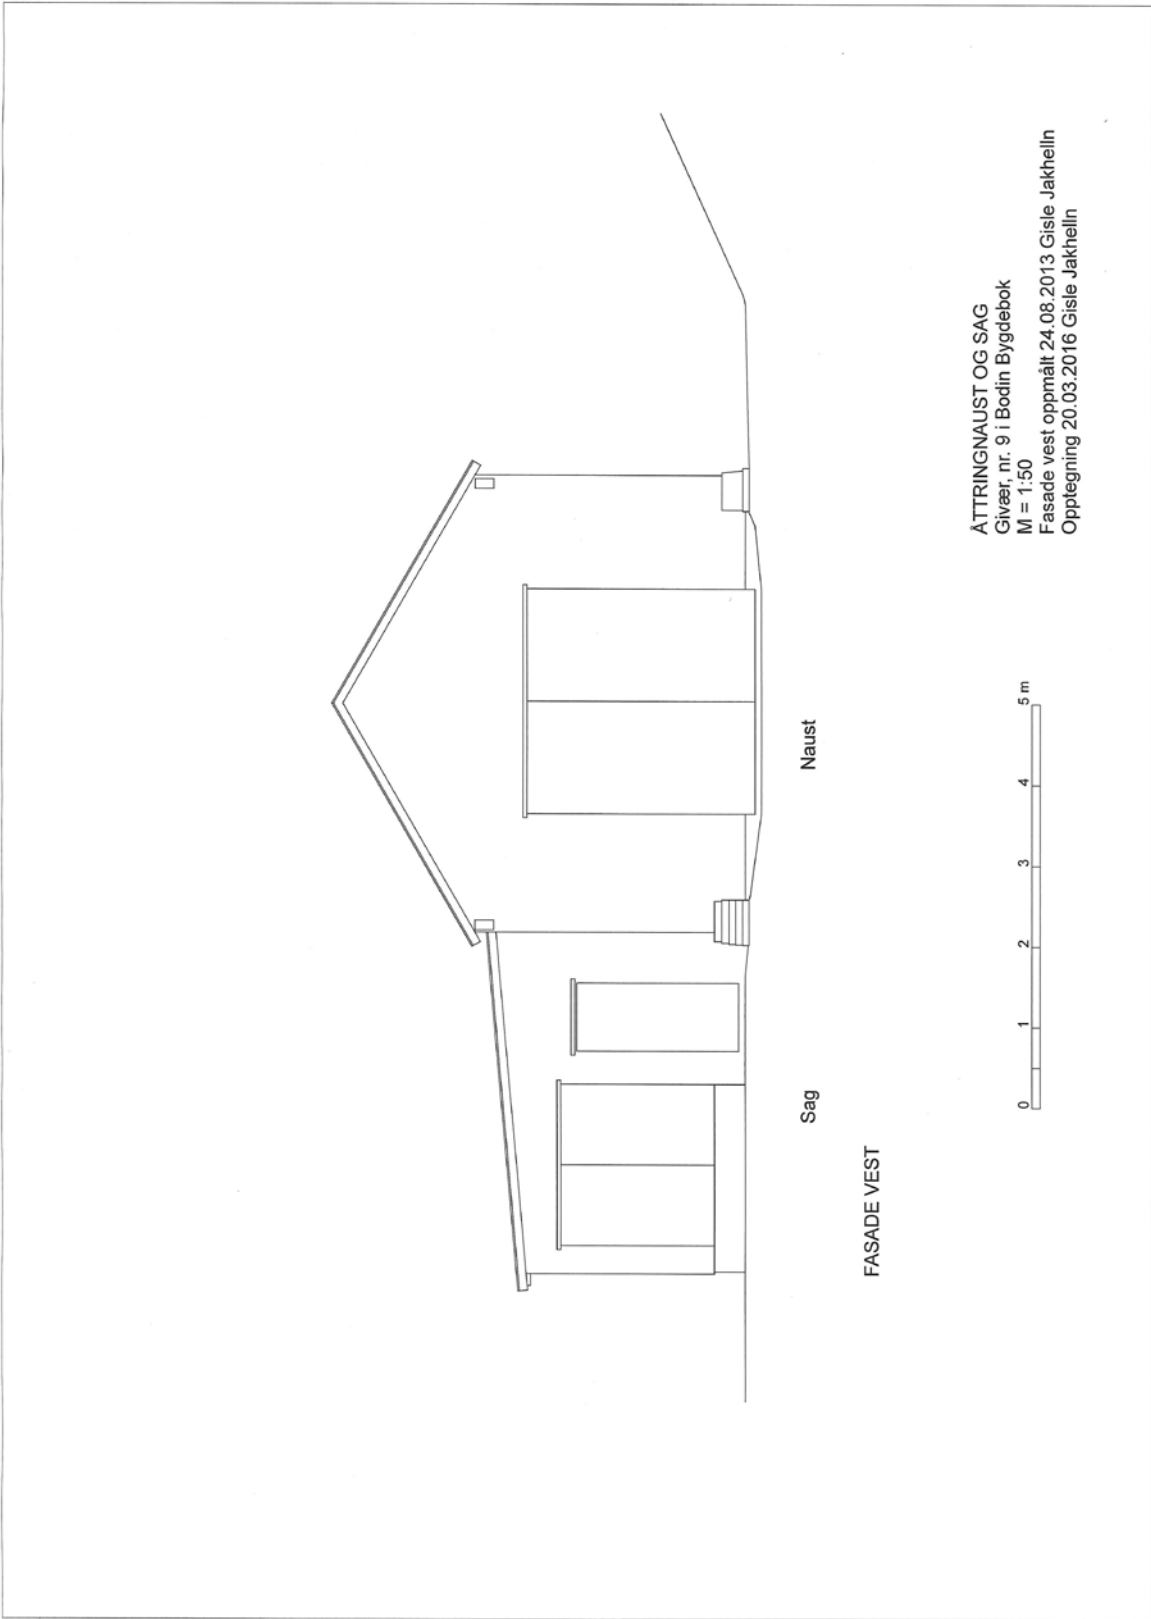 Sag
Naust
FASADE VEST
0 1 2 3 4 5 m
ÅTTRINGNAUST OG SAG
Givær, nr. 9 i Bodin Bygdebok
M = 1:50
Fasade vest oppmålt 24.08.2013 Gisle Jakhelln
Opptegning 20.03.2016 Gisle Jakhelln